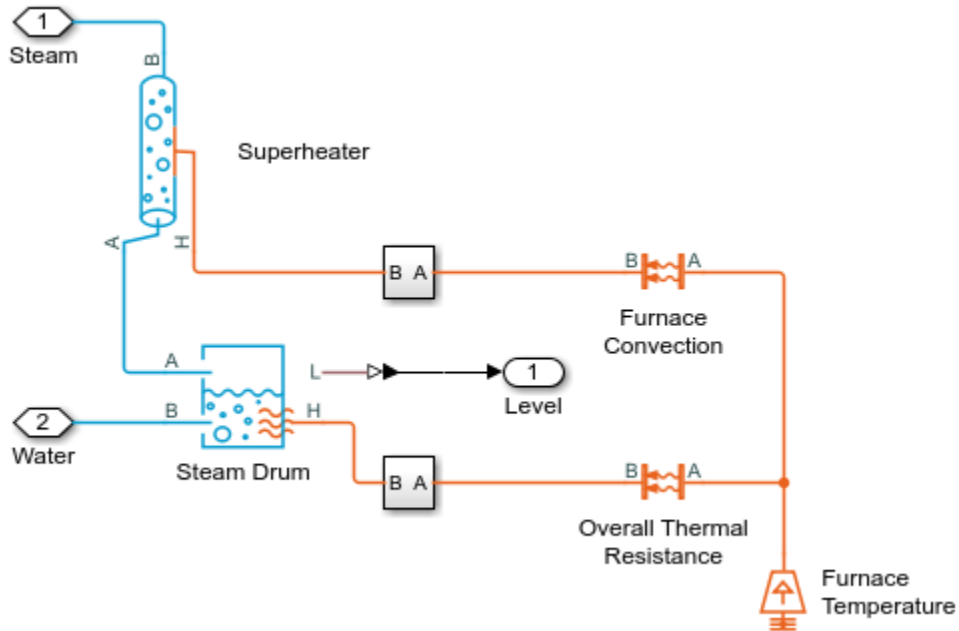 1
Steam
B
Superheater
A
H
B A
B
A
Furnace
Convection
A
L
1
Level
2
Water
B
H
Steam Drum
B A
B
A
Overall Thermal
Resistance
Furnace
Temperature